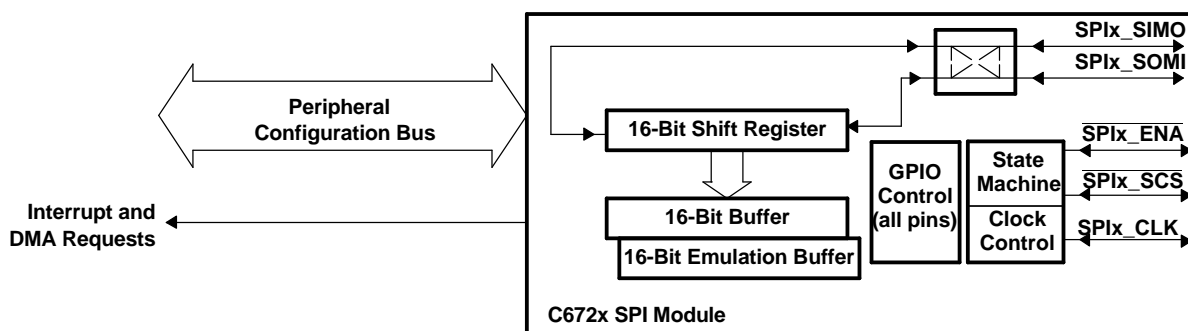 SPIx_SIMO
SPIx_SOMI
Peripheral
Configuration Bus
16-Bit Shift Register
SPIx_ENA
GPIO
Control
(all pins)
State
Machine
SPIx_SCS
Interrupt and
DMA Requests
16-Bit Buffer
Clock
Control
SPIx_CLK
16-Bit Emulation Buffer
C672x SPI Module